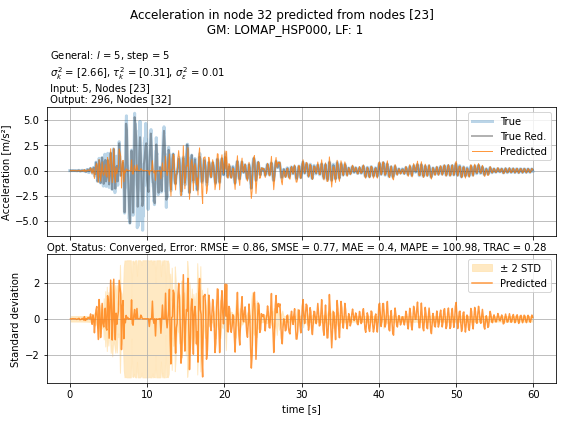 Acceleration in node 32 predicted from nodes [23]
GM: LOMAP_HSP000, LF: 1
General: l = 5, step = 5
σ²ₖ = [2.66], τ²ₖ = [0.31], σ²ε = 0.01
Input: 5, Nodes [23]
Output: 296, Nodes [32]
Acceleration [m/s²]
5.0
2.5
0.0
−2.5
−5.0
True
True Red.
Predicted
Opt. Status: Converged, Error: RMSE = 0.86, SMSE = 0.77, MAE = 0.4, MAPE = 100.98, TRAC = 0.28
Standard deviation
2
0
−2
± 2 STD
Predicted
0 10 20 30 40 50 60
time [s]